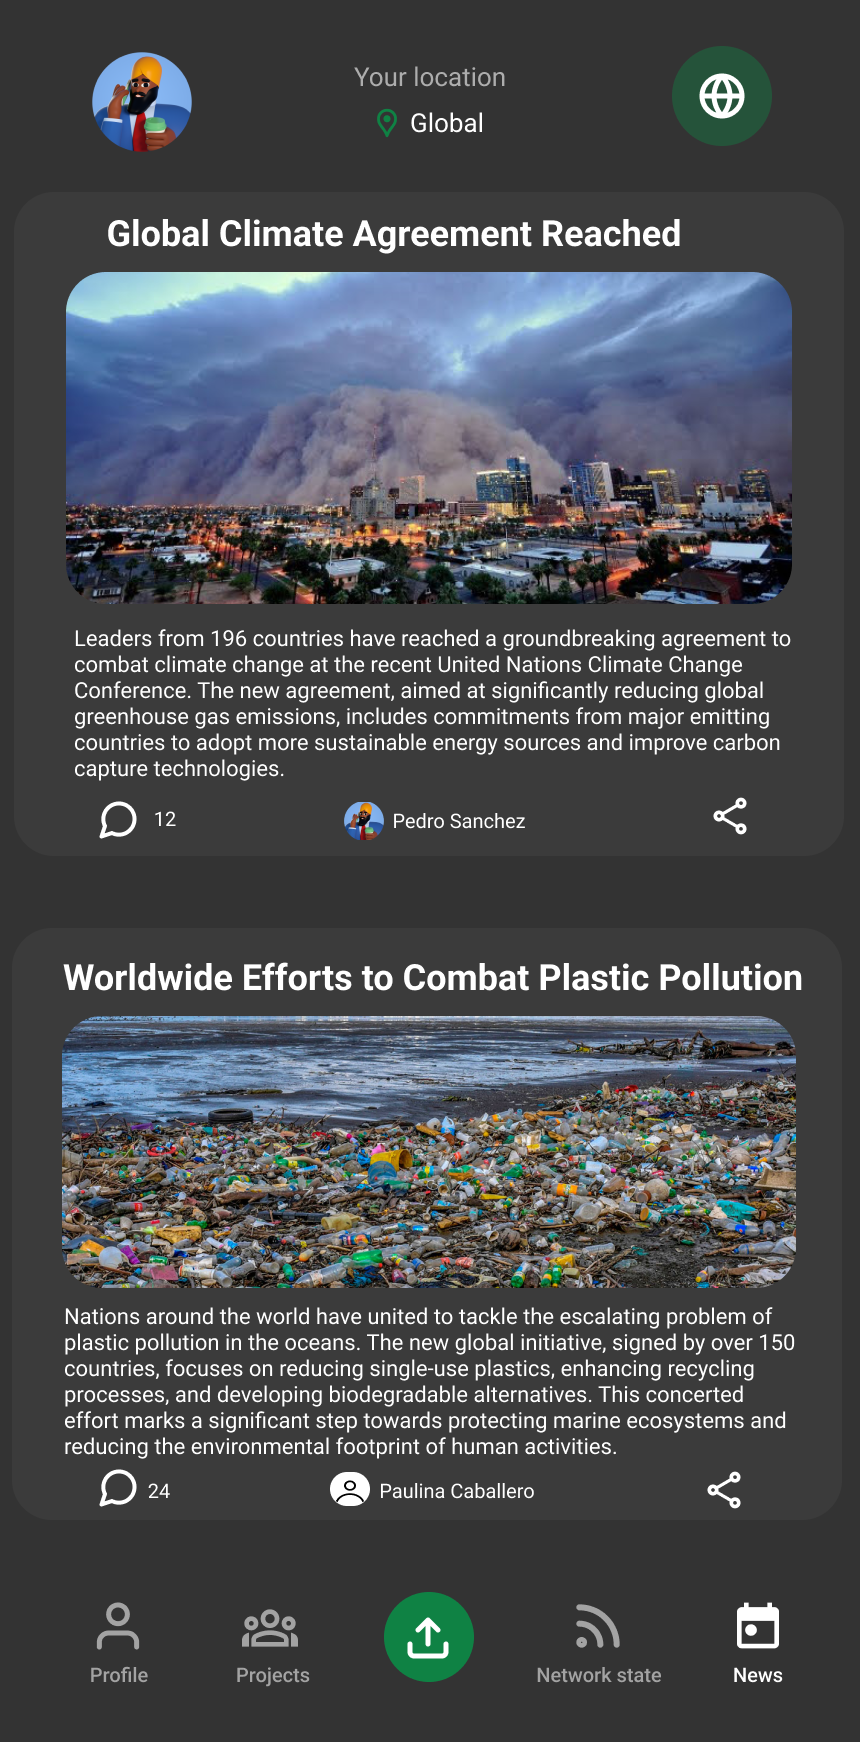 Your location
Global
Global Climate Agreement Reached
Leaders from 196 countries have reached a groundbreaking agreement to
combat climate change at the recent United Nations Climate Change
Conference. The new agreement, aimed at significantly reducing global
greenhouse gas emissions, includes commitments from major emitting
countries to adopt more sustainable energy sources and improve carbon
capture technologies.
12
Pedro Sanchez
Worldwide Efforts to Combat Plastic Pollution
Nations around the world have united to tackle the escalating problem of
plastic pollution in the oceans. The new global initiative, signed by over 150
countries, focuses on reducing single-use plastics, enhancing recycling
processes, and developing biodegradable alternatives. This concerted
effort marks a significant step towards protecting marine ecosystems and
reducing the environmental footprint of human activities.
24
Paulina Caballero
Profile
Projects
Network state
News